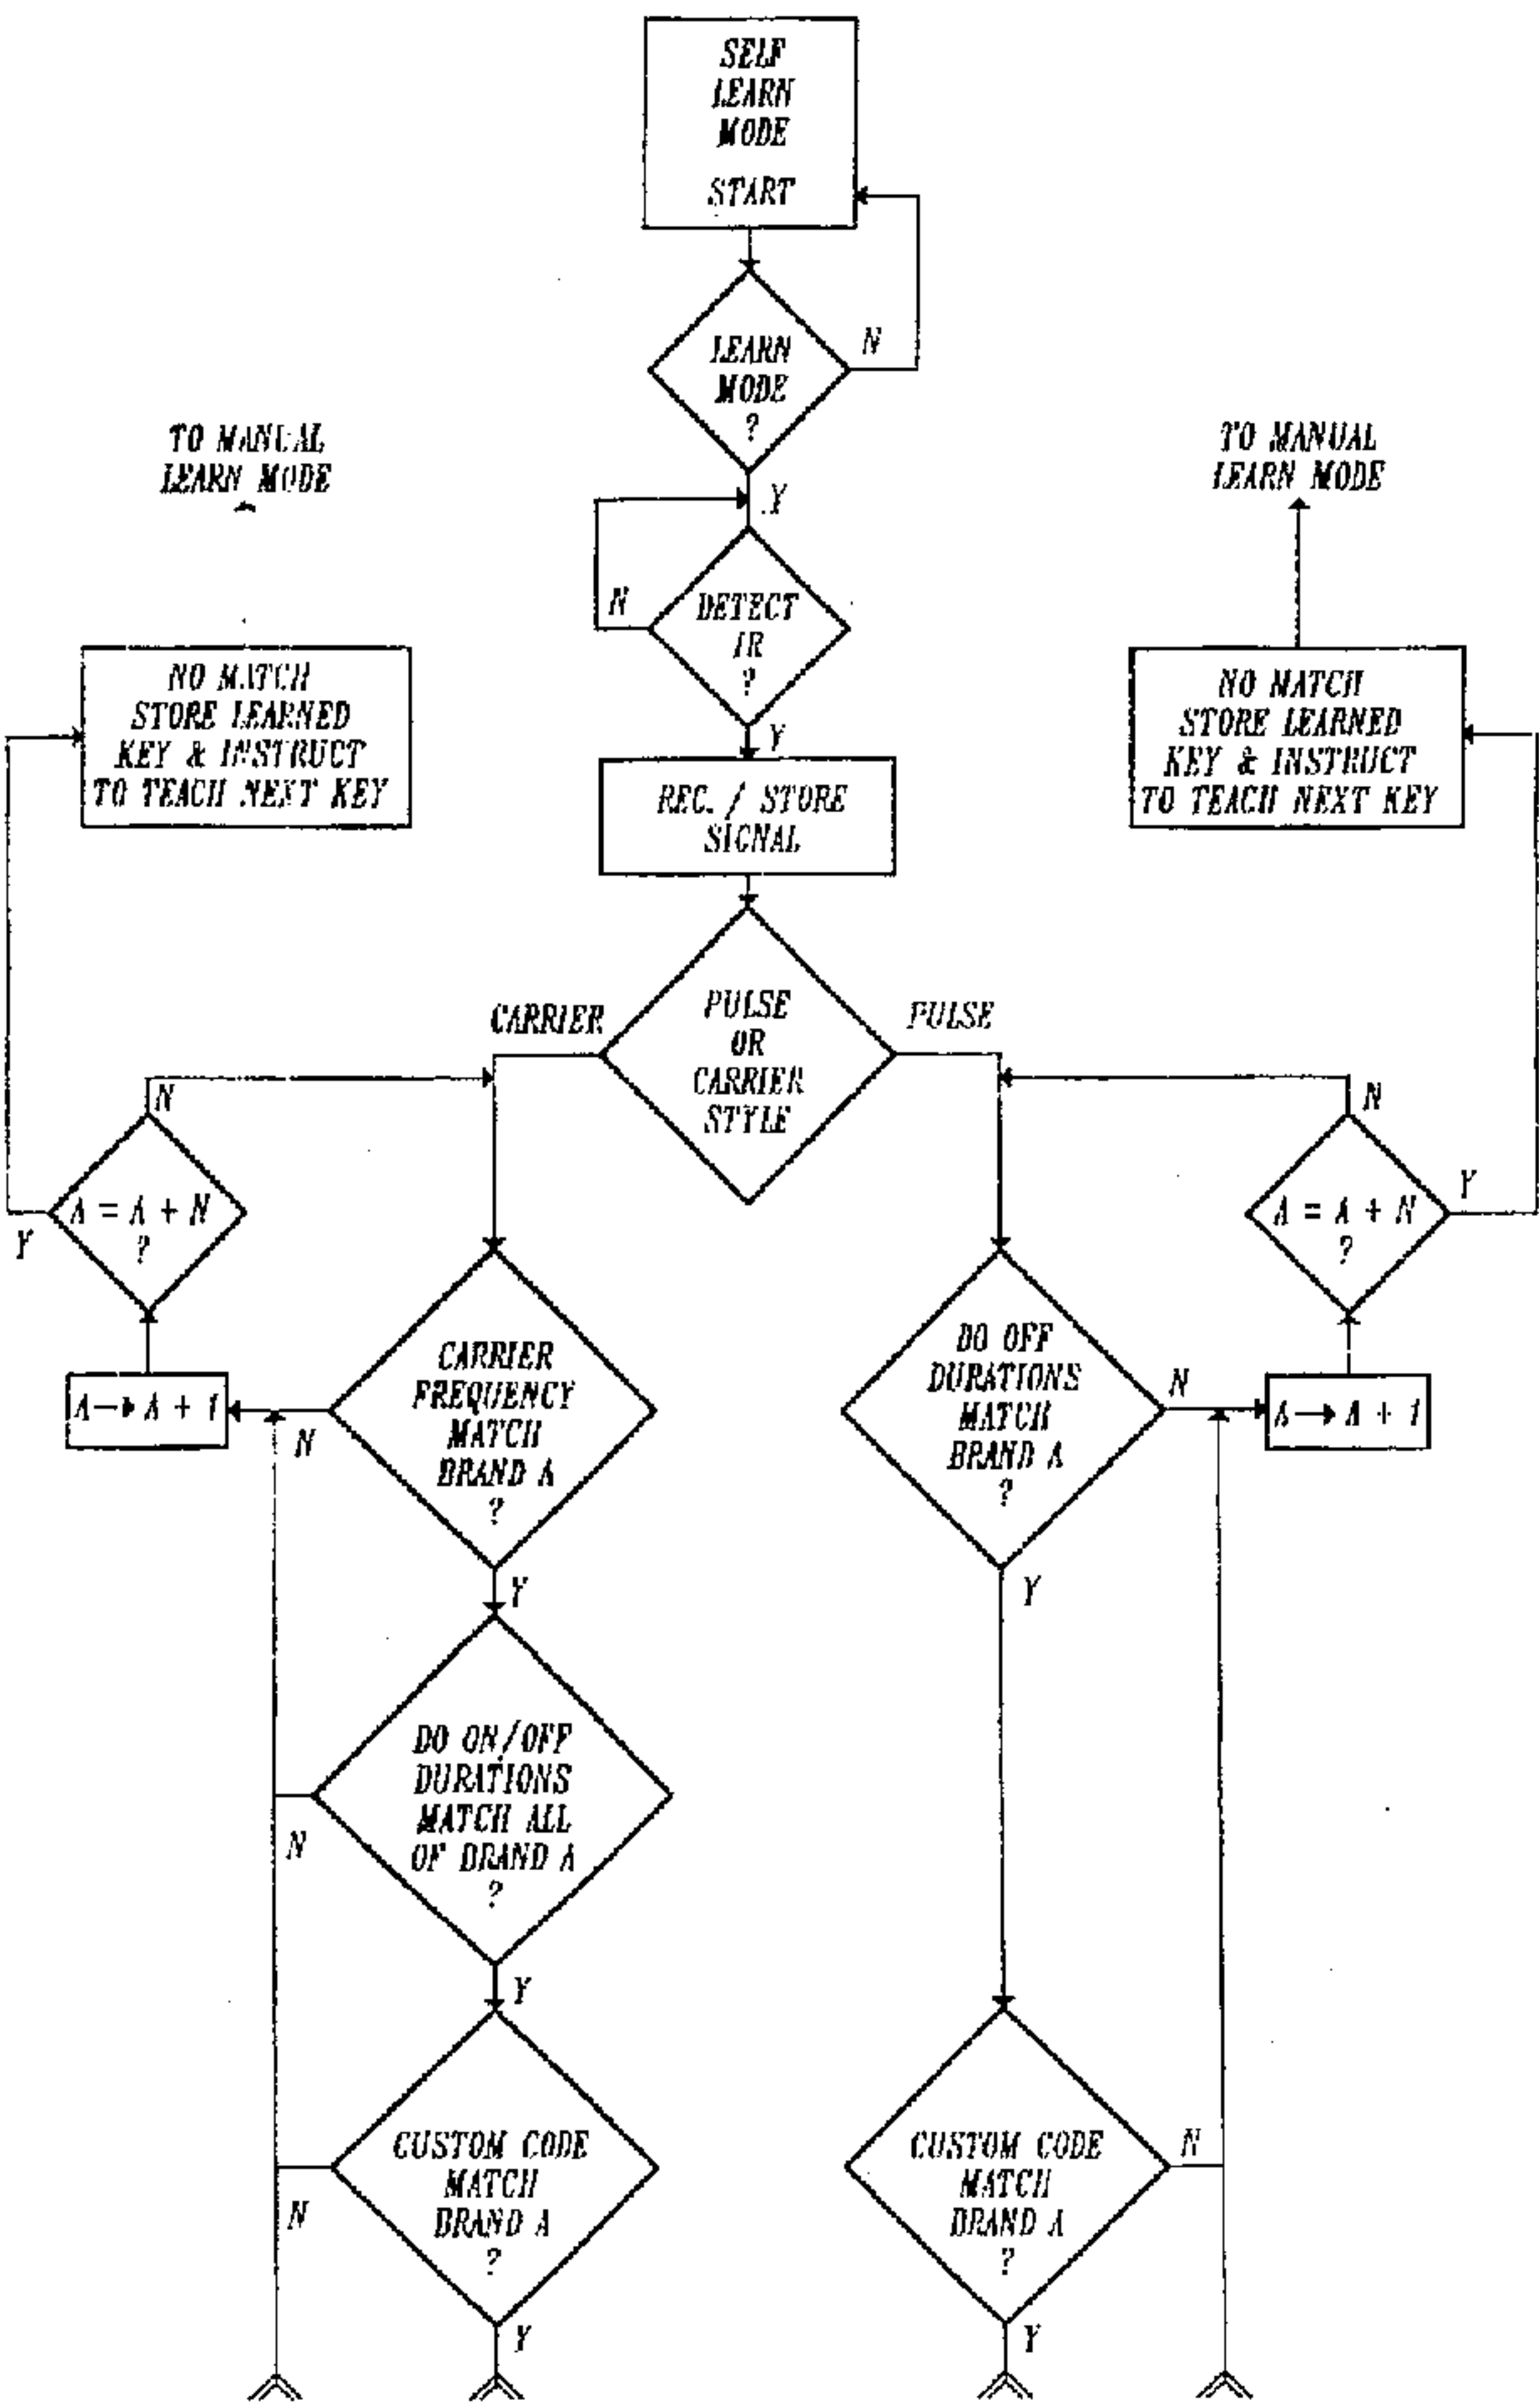 SELF
LEARN
MODE
START
LEARN
MODE
?
N
Y
TO MANUAL
LEARN MODE
TO MANUAL
LEARN MODE
DETECT
IR
?
N
Y
NO MATCH
STORE LEARNED
KEY & INSTRUCT
TO TEACH NEXT KEY
REC. / STORE
SIGNAL
NO MATCH
STORE LEARNED
KEY & INSTRUCT
TO TEACH NEXT KEY
CARRIER
PULSE
OR
CARRIER
STYLE
PULSE
N
A = A + N
?
Y
N
A = A + N
?
Y
A → A + 1
N
CARRIER
FREQUENCY
MATCH
BRAND A
?
Y
DO OFF
DURATIONS
MATCH
BRAND A
?
N
Y
A → A + 1
DO ON/OFF
DURATIONS
MATCH ALL
OF BRAND A
?
N
Y
CUSTOM CODE
MATCH
BRAND A
?
N
Y
CUSTOM CODE
MATCH
BRAND A
?
N
Y